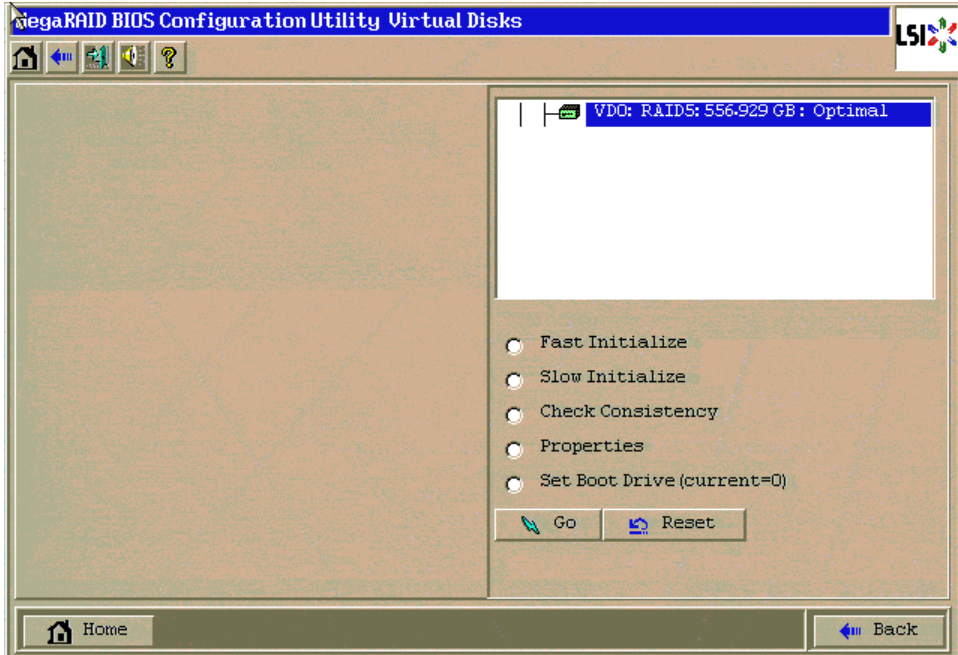 MegaRAID BIOS Configuration Utility Virtual Disks
LSI
VD0: RAID5: 556.929 GB: Optimal
Fast Initialize
Slow Initialize
Check Consistency
Properties
Set Boot Drive (current=0)
Go Reset
Home Back